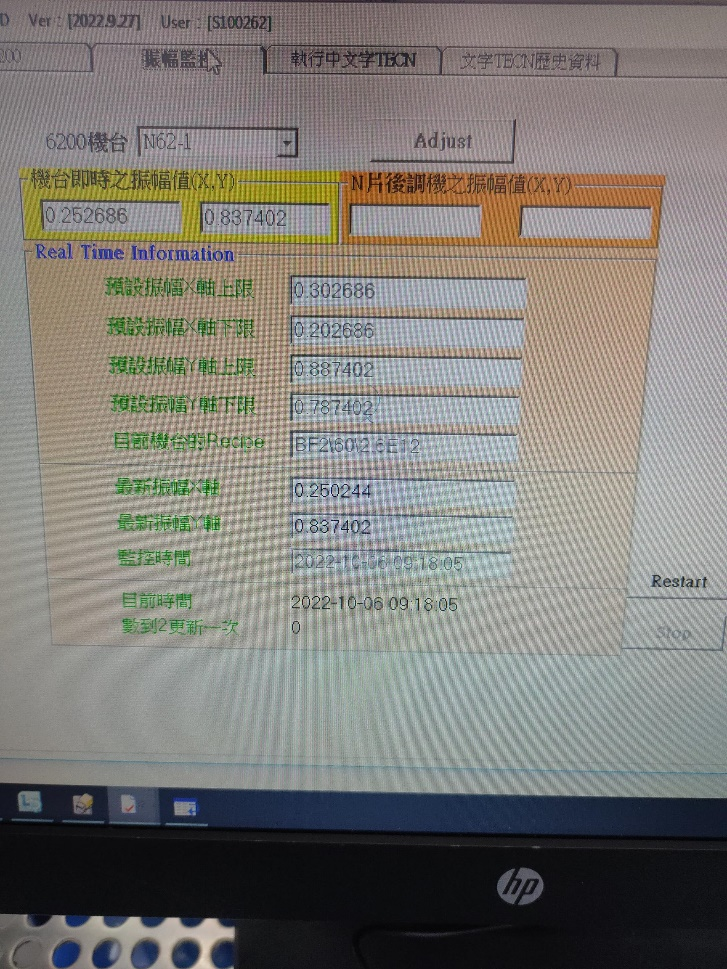 D Ver : [2022.9.27] User : [S100262]
200 振幅監控 執行中文字TECN 文字TECN歷史資料
6200機台 N62-1 Adjust
機台即時之振幅值(X,Y) N片後調機之振幅值(X,Y)
0.252686 0.837402
Real Time Information
預設振幅X軸上限 0.302686
預設振幅X軸下限 0.202686
預設振幅Y軸上限 0.887402
預設振幅Y軸下限 0.787402
目前機台的Recipe BF2\60\2.6E12
最新振幅X軸 0.250244
最新振幅Y軸 0.837402
監控時間 2022-10-06 09:18:05
Restart
目前時間 2022-10-06 09:18:05
數到2更新一次 0
Stop
hp